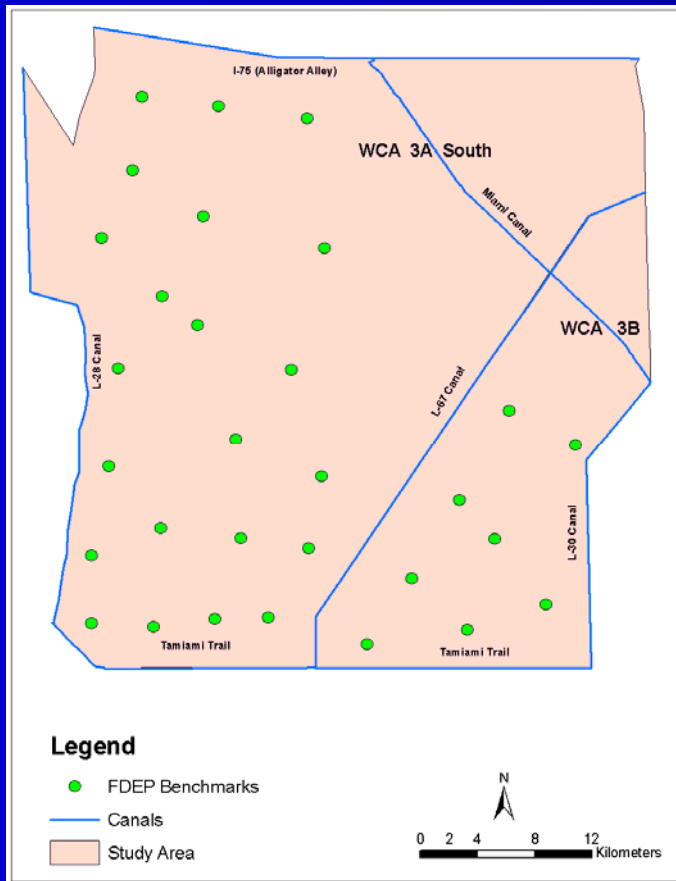 I-75 (Alligator Alley)
WCA 3A South
Miami Canal
WCA 3B
L-28 Canal
L-67 Canal
L-30 Canal
Tamiami Trail
Tamiami Trail
Legend
FDEP Benchmarks
Canals
Study Area
N
0 2 4 8 12
Kilometers